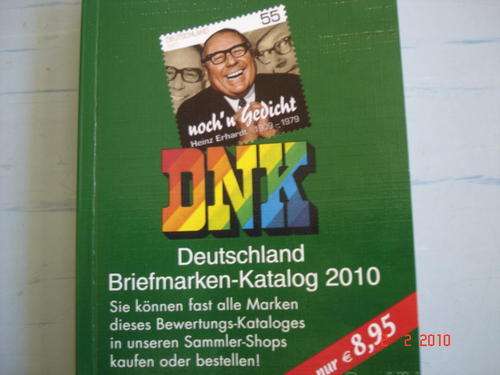 55
DEUTSCHLAND
noch'n Gedicht
Heinz Erhardt 1909 – 1979
DNK
Deutschland
Briefmarken-Katalog 2010
Sie können fast alle Marken
dieses Bewertungs-Kataloges
in unseren Sammler-Shops
kaufen oder bestellen!
nur € 8,95
2 2010